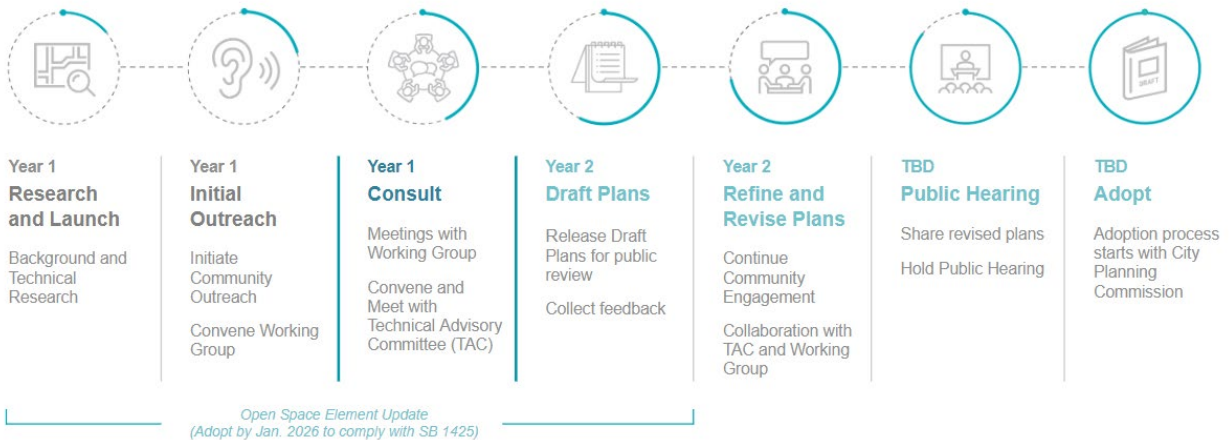 DRAFT
Year 1
Research
and Launch
Background and
Technical
Research
Year 1
Initial
Outreach
Initiate
Community
Outreach
Convene Working
Group
Year 1
Consult
Meetings with
Working Group
Convene and
Meet with
Technical Advisory
Committee (TAC)
Year 2
Draft Plans
Release Draft
Plans for public
review
Collect feedback
Year 2
Refine and
Revise Plans
Continue
Community
Engagement
Collaboration with
TAC and Working
Group
TBD
Public Hearing
Share revised plans
Hold Public Hearing
TBD
Adopt
Adoption process
starts with City
Planning
Commission
Open Space Element Update
(Adopt by Jan. 2026 to comply with SB 1425)